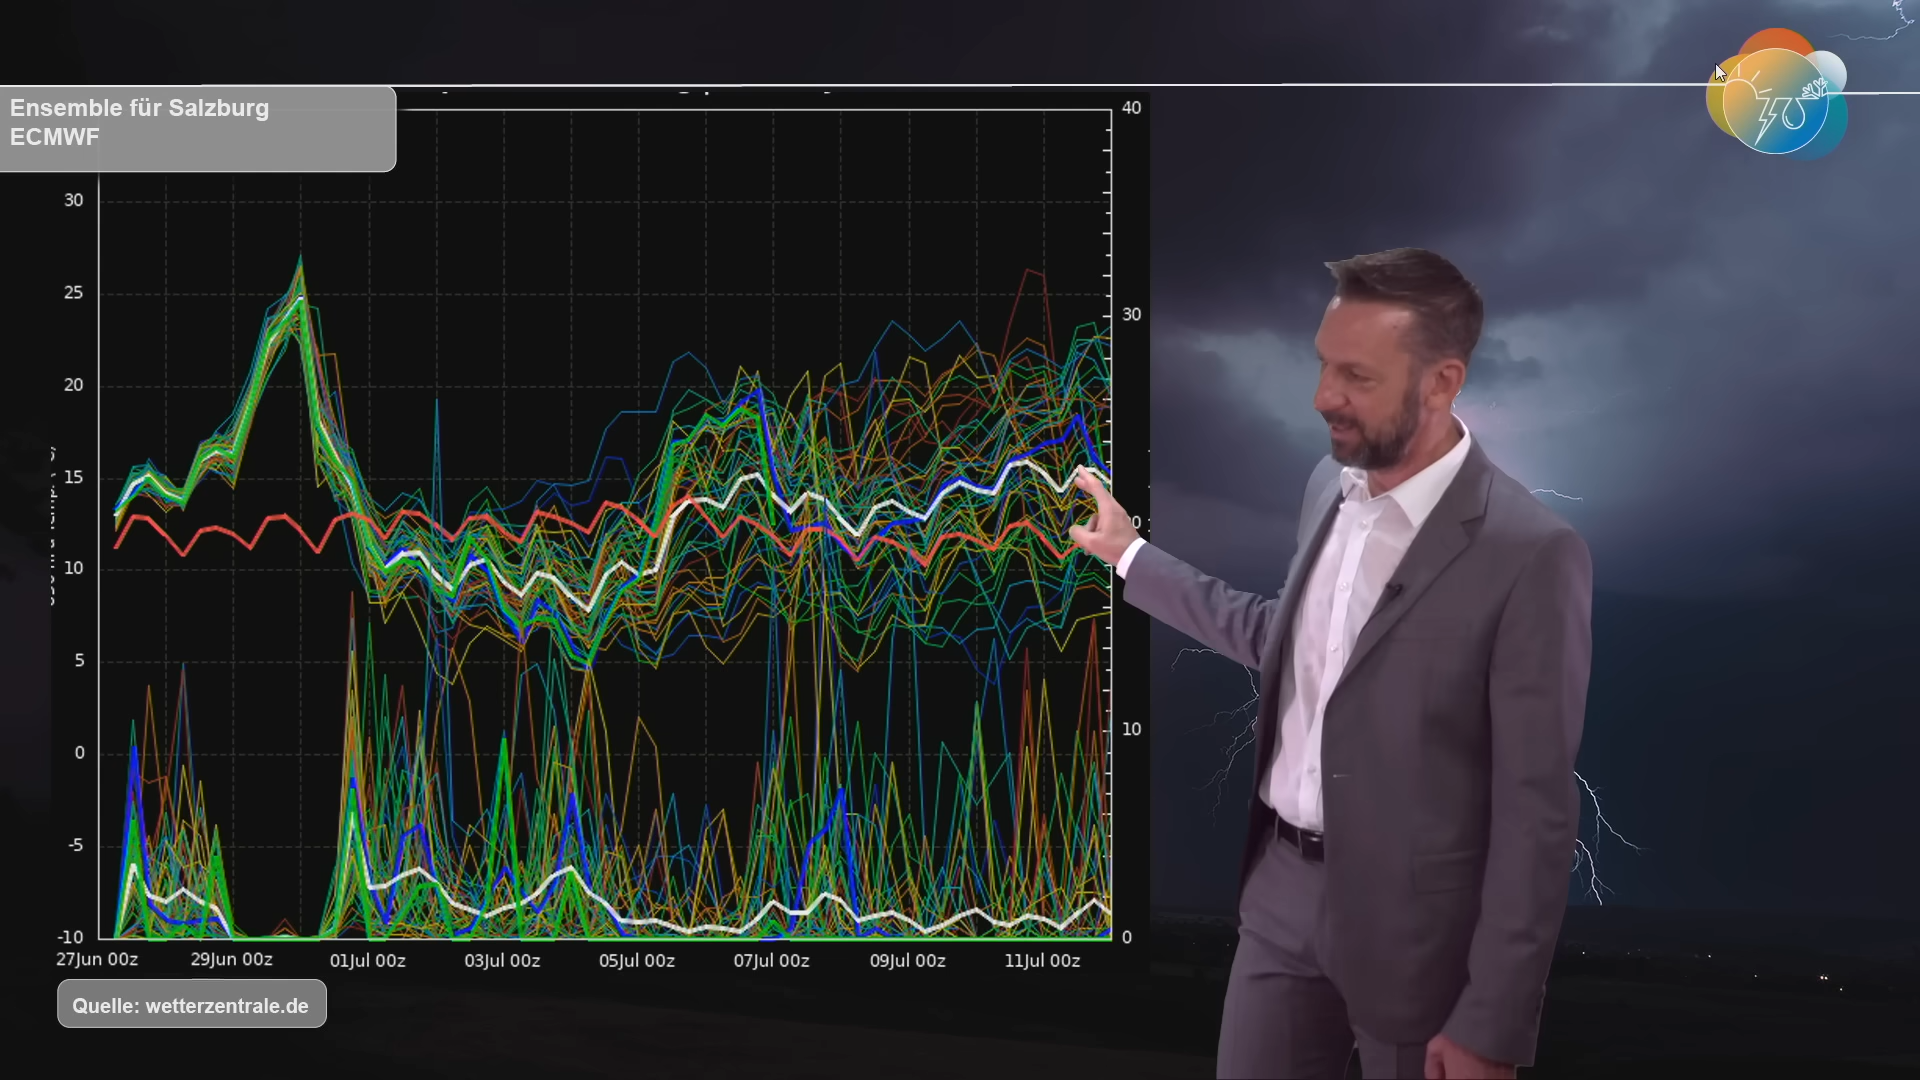 Ensemble für Salzburg
ECMWF
40
30
25
30
20
15
20
10
5
10
0
-5
-10
0
27Jun 00z
29Jun 00z
01Jul 00z
03Jul 00z
05Jul 00z
07Jul 00z
09Jul 00z
11Jul 00z
Quelle: wetterzentrale.de